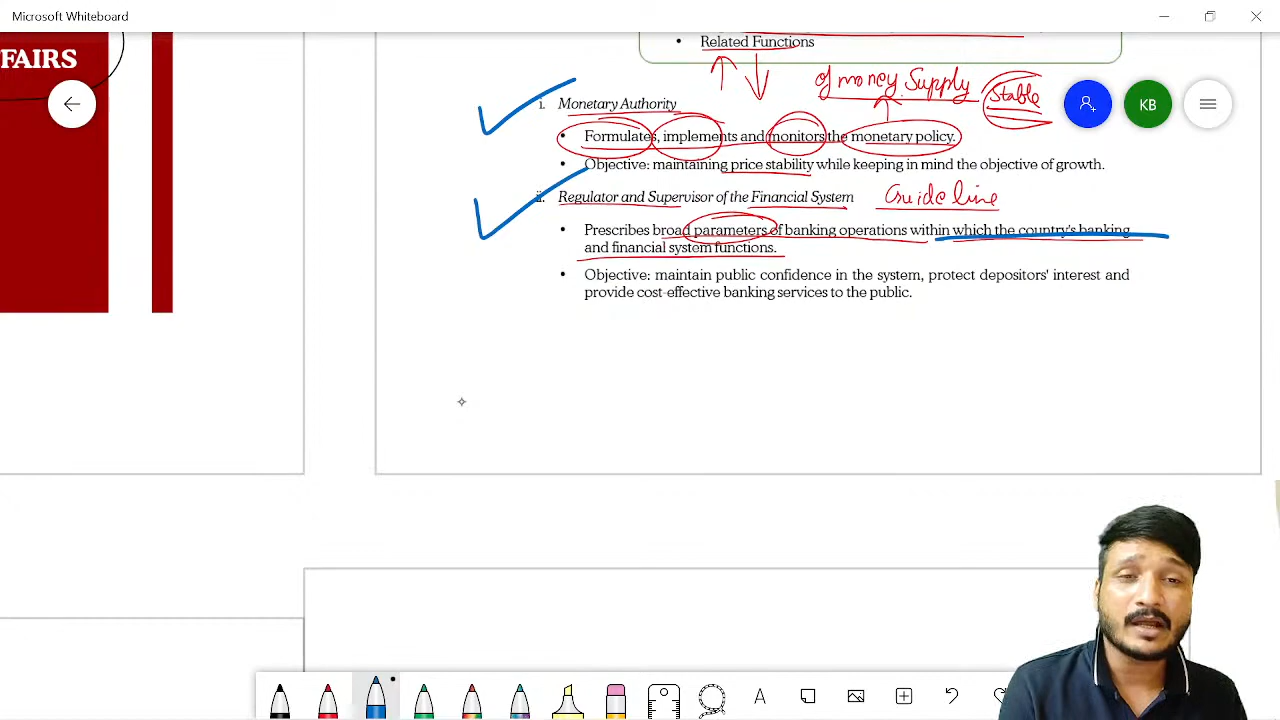 Microsoft Whiteboard
FAIRS
• Related Functions
of money Supply
Stable
KB
i. Monetary Authority
• Formulates, implements and monitors the monetary policy.
• Objective: maintaining price stability while keeping in mind the objective of growth.
ii. Regulator and Supervisor of the Financial System
Guide line
• Prescribes broad parameters of banking operations within which the country's banking
and financial system functions.
• Objective: maintain public confidence in the system, protect depositors' interest and
provide cost-effective banking services to the public.
A